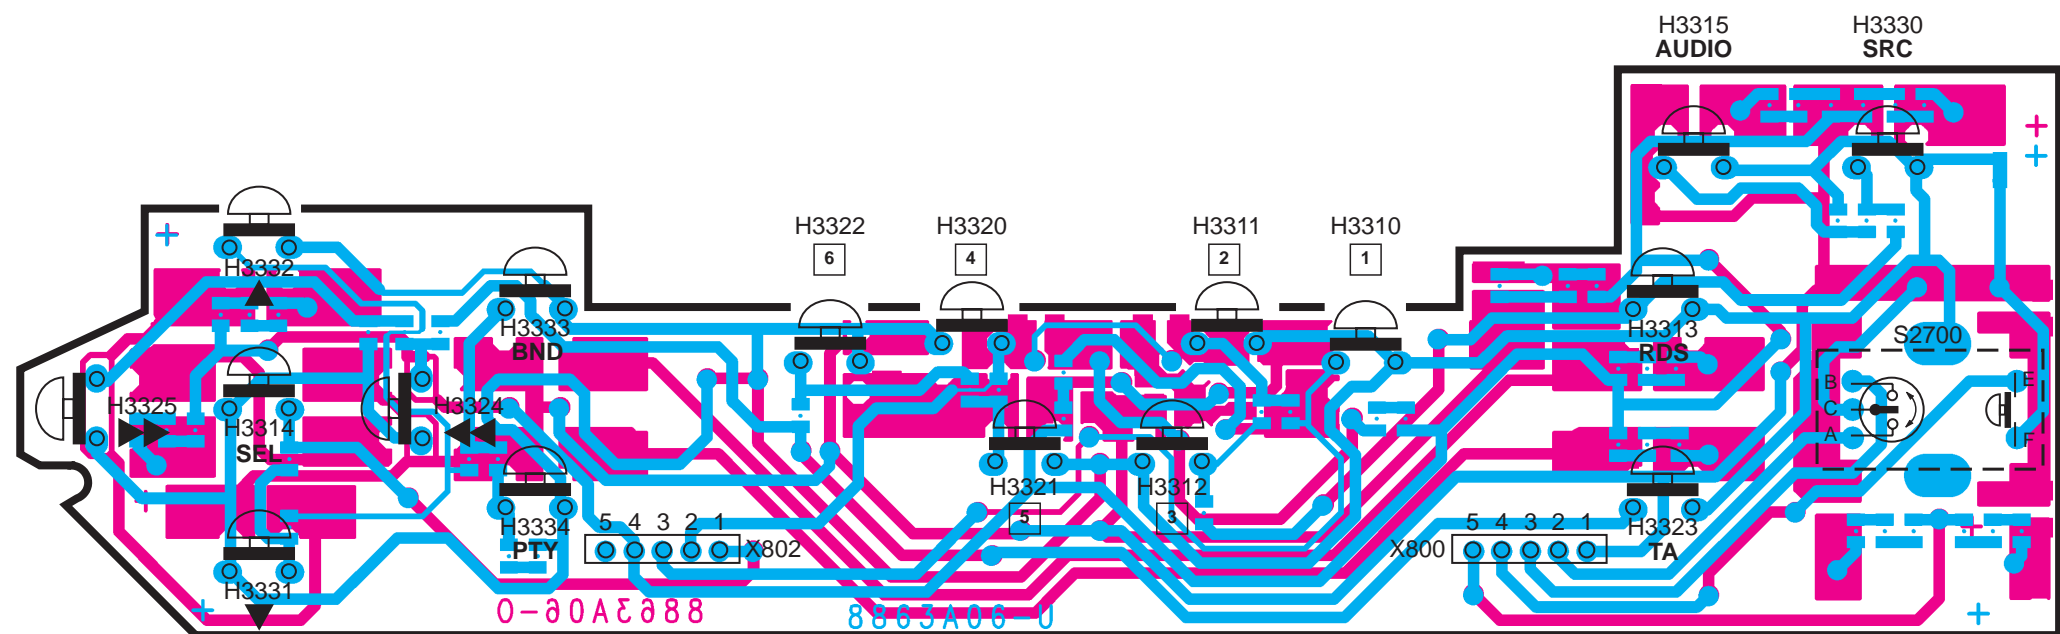 H3315
AUDIO
H3330
SRC
H3322
6
H3320
4
H3311
2
H3310
1
H3332
H3333
BND
H3313
RDS
S2700
B
C
A
E
F
H3325
H3314
SEL
H3324
H3321
5
H3312
3
H3334
PTY
5 4 3 2 1
X802
X800
5 4 3 2 1
H3323
TA
H3331
8863A06-O
8863A06-U